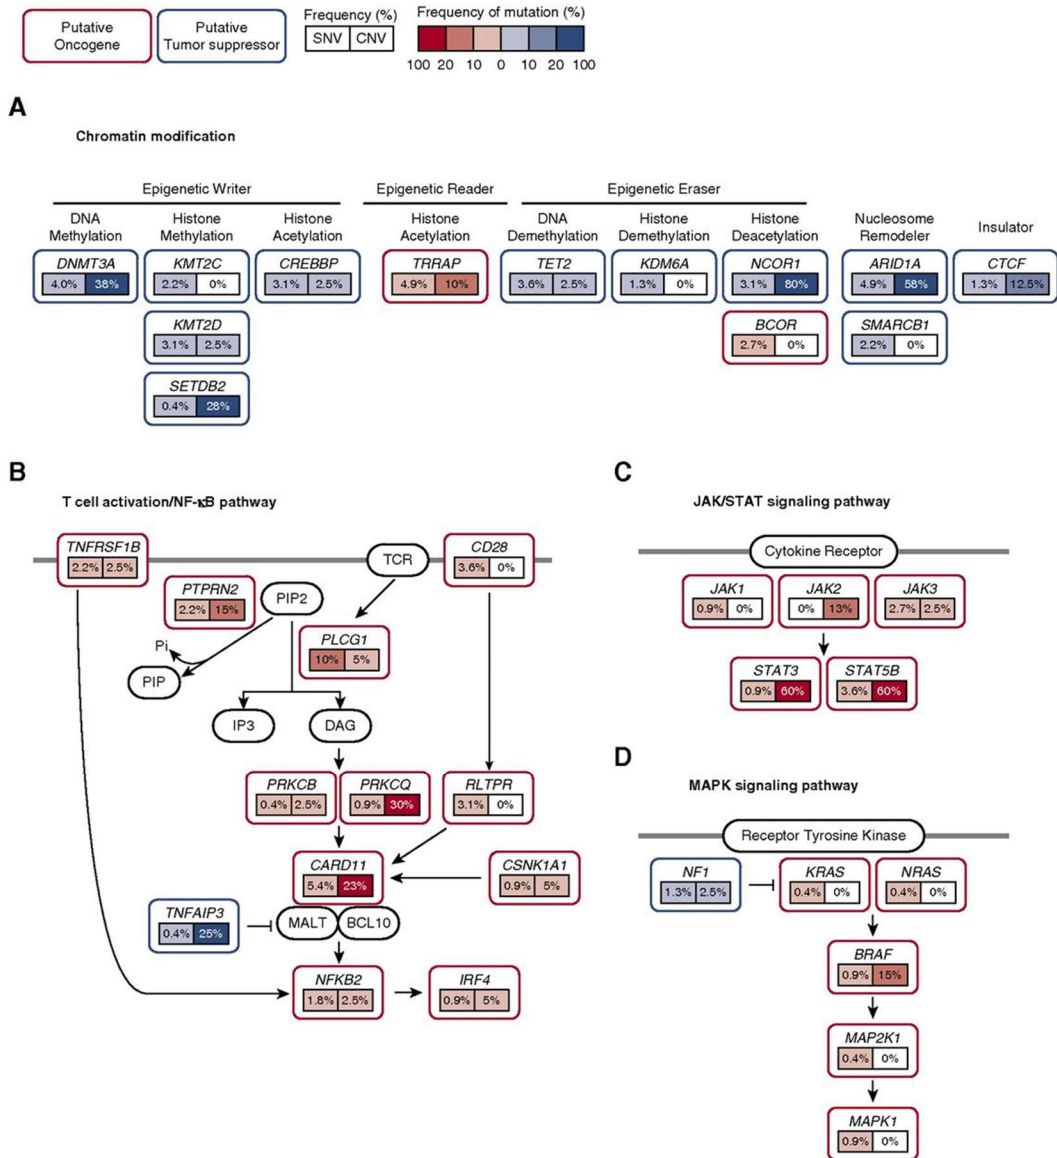 Putative
Oncogene
Putative
Tumor suppressor
Frequency (%)
SNV CNV
Frequency of mutation (%)
100 20 10 0 10 20 100
A
Chromatin modification
Epigenetic Writer Epigenetic Reader Epigenetic Eraser
DNA Methylation
Histone Methylation
Histone Acetylation
Histone Acetylation
DNA Demethylation
Histone Demethylation
Histone Deacetylation
Nucleosome Remodeler
Insulator
DNMT3A KMT2C CREBBP TRRAP TET2 KDM6A NCOR1 ARID1A CTCF
4.0% 38% 2.2% 0% 3.1% 2.5% 4.9% 10% 3.6% 2.5% 1.3% 0% 3.1% 80% 4.9% 58% 1.3% 12.5%
KMT2D BCOR SMARCB1
3.1% 2.5% 2.7% 0% 2.2% 0%
SETDB2
0.4% 28%
B
T cell activation/NF-κB pathway
TNFRSF1B
2.2% 2.5%
TCR
CD28
3.6% 0%
PTPRN2
2.2% 15%
PIP2
PLCG1
10% 5%
Pi
PIP
IP3
DAG
PRKCB PRKCQ RLTPR
0.4% 2.5% 0.9% 30% 3.1% 0%
CARD11
5.4% 23%
CSNK1A1
0.9% 5%
TNFAIP3
0.4% 25%
MALT BCL10
NFKB2 IRF4
1.8% 2.5% 0.9% 5%
C
JAK/STAT signaling pathway
Cytokine Receptor
JAK1 JAK2 JAK3
0.9% 0% 0% 13% 2.7% 2.5%
STAT3 STAT5B
0.9% 60% 3.6% 60%
D
MAPK signaling pathway
Receptor Tyrosine Kinase
NF1 KRAS NRAS
1.3% 2.5% 0.4% 0% 0.4% 0%
BRAF
0.9% 15%
MAP2K1
0.4% 0%
MAPK1
0.9% 0%